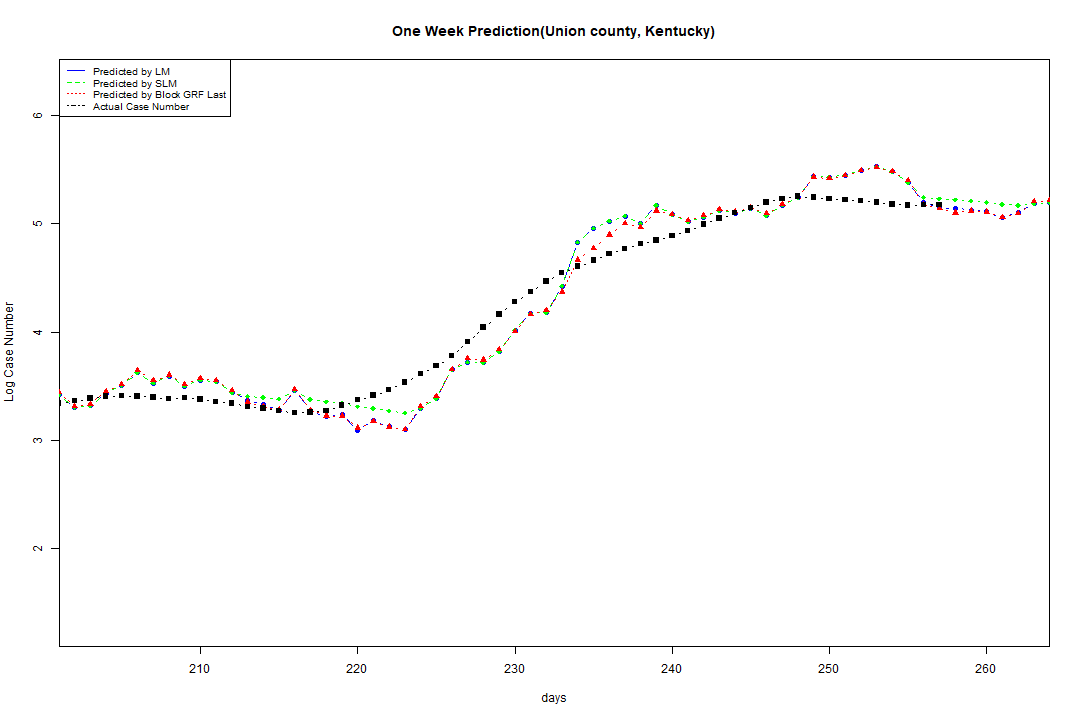 One Week Prediction(Union county, Kentucky)
Predicted by LM
Predicted by SLM
Predicted by Block GRF Last
Actual Case Number
6
5
4
3
2
Log Case Number
210 220 230 240 250 260
days